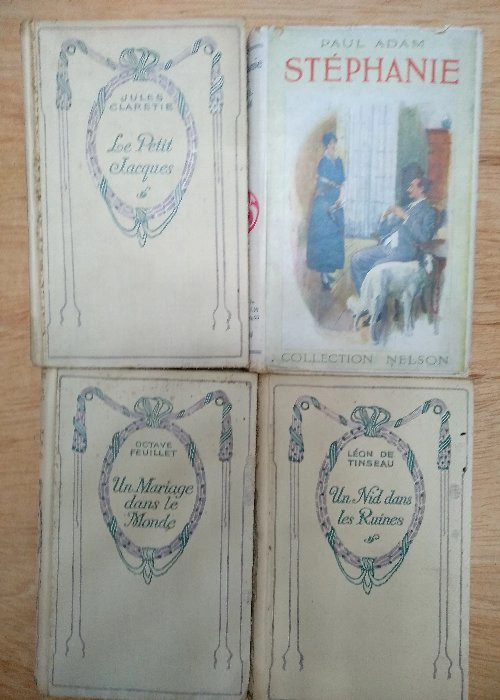 JULES
CLARETIE
Le Petit
Jacques
PAUL ADAM
STÉPHANIE
COLLECTION NELSON
OCTAVE
FEUILLET
Un Mariage
dans le
Monde
LÉON DE
TINSEAU
Un Nid dans
les Ruines